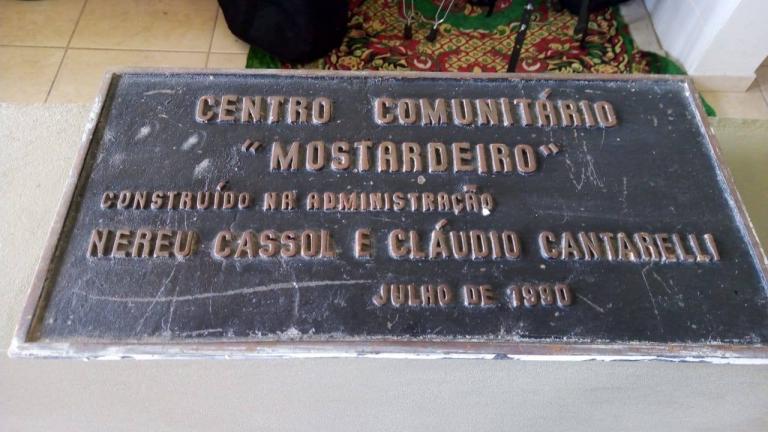 CENTRO COMUNITÁRIO
"MOSTARDEIRO"
CONSTRUÍDO NA ADMINISTRAÇÃO
NEREU CASSOL E CLÁUDIO CANTARELLI
JULHO DE 1990